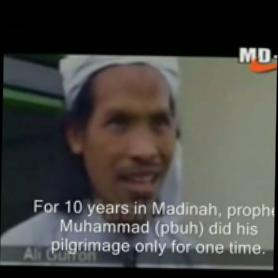 MD-
For 10 years in Madinah, prophe
Muhammad (pbuh) did his
pilgrimage only for one time.
Ali Gufron